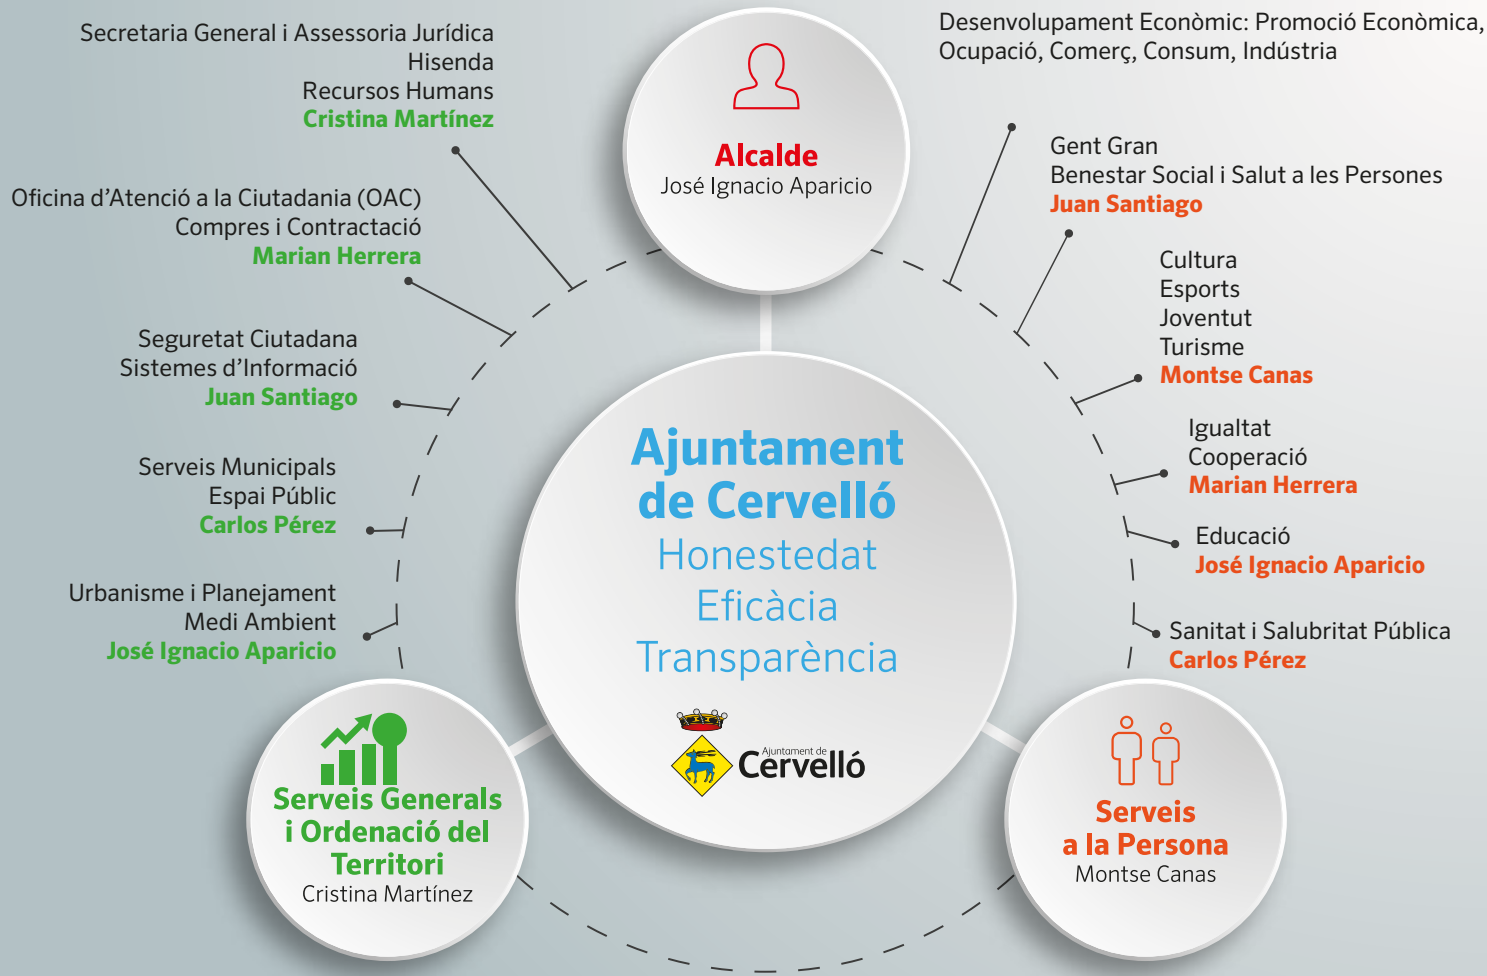 Secretaria General i Assessoria Jurídica
Hisenda
Recursos Humans
Cristina Martínez
Oficina d’Atenció a la Ciutadania (OAC)
Compres i Contractació
Marian Herrera
Seguretat Ciutadana
Sistemes d’Informació
Juan Santiago
Serveis Municipals
Espai Públic
Carlos Pérez
Urbanisme i Planejament
Medi Ambient
José Ignacio Aparicio
Alcalde
José Ignacio Aparicio
Desenvolupament Econòmic: Promoció Econòmica,
Ocupació, Comerç, Consum, Indústria
Gent Gran
Benestar Social i Salut a les Persones
Juan Santiago
Cultura
Esports
Joventut
Turisme
Montse Canas
Igualtat
Cooperació
Marian Herrera
Educació
José Ignacio Aparicio
Sanitat i Salubritat Pública
Carlos Pérez
Ajuntament
de Cervelló
Honestedat
Eficàcia
Transparència
Ajuntament de
Cervelló
Serveis Generals
i Ordenació del
Territori
Cristina Martínez
Serveis
a la Persona
Montse Canas